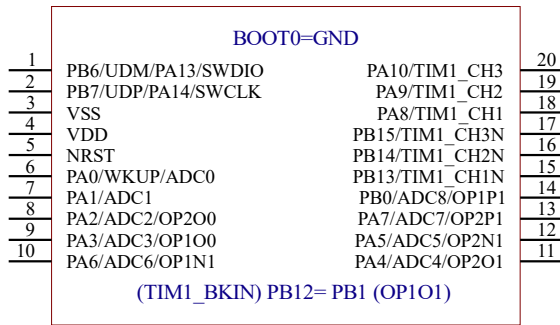 BOOT0=GND
1 PB6/UDM/PA13/SWDIO PA10/TIM1_CH3 20
2 PB7/UDP/PA14/SWCLK PA9/TIM1_CH2 19
3 VSS PA8/TIM1_CH1 18
4 VDD PB15/TIM1_CH3N 17
5 NRST PB14/TIM1_CH2N 16
6 PA0/WKUP/ADC0 PB13/TIM1_CH1N 15
7 PA1/ADC1 PB0/ADC8/OP1P1 14
8 PA2/ADC2/OP2O0 PA7/ADC7/OP2P1 13
9 PA3/ADC3/OP1O0 PA5/ADC5/OP2N1 12
10 PA6/ADC6/OP1N1 PA4/ADC4/OP2O1 11
(TIM1_BKIN) PB12= PB1 (OP1O1)